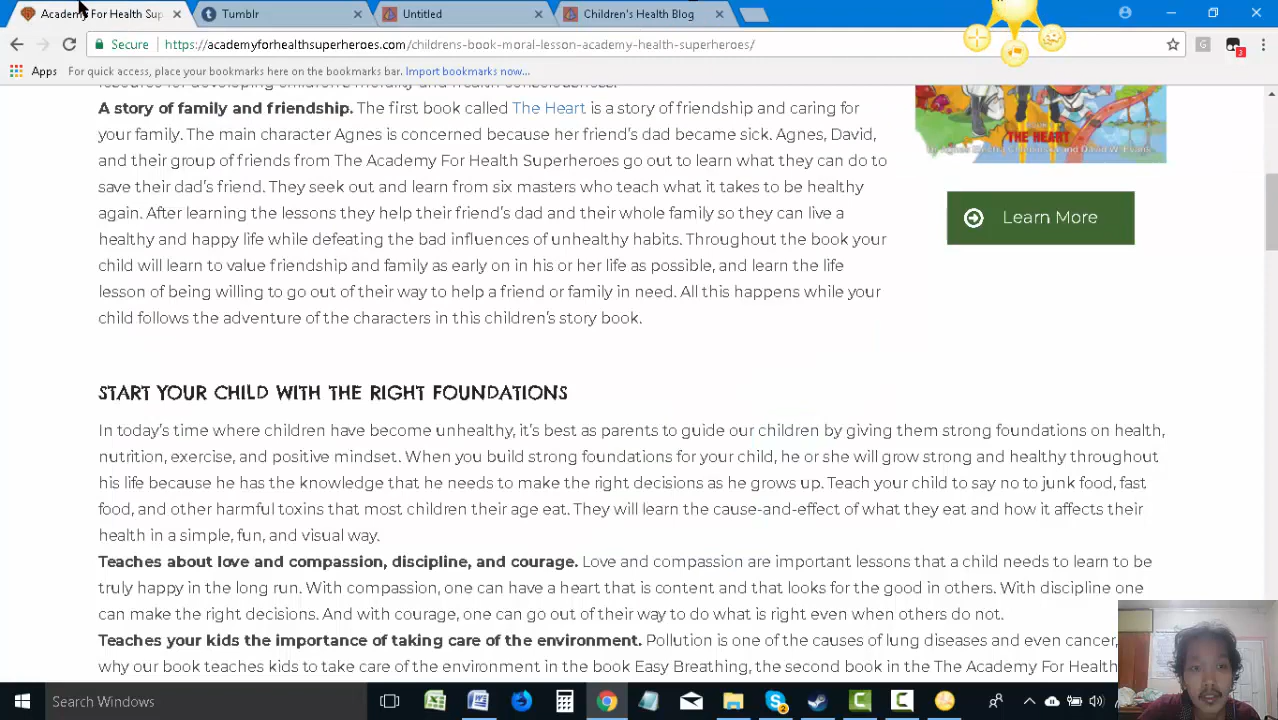 Academy For Health Sup
Tumblr
Untitled
Children's Health Blog
Secure
https://academyforhealthsuperheroes.com/childrens-book-moral-lesson-academy-health-superheroes/
3
Apps
For quick access, place your bookmarks here on the bookmarks bar. Import bookmarks now...
resource for developing children's morality and health consciousness.
A story of family and friendship. The first book called The Heart is a story of friendship and caring for
your family. The main character Agnes is concerned because her friend's dad became sick. Agnes, David,
and their group of friends from The Academy For Health Superheroes go out to learn what they can do to
save their dad's friend. They seek out and learn from six masters who teach what it takes to be healthy
again. After learning the lessons they help their friend's dad and their whole family so they can live a
healthy and happy life while defeating the bad influences of unhealthy habits. Throughout the book your
child will learn to value friendship and family as early on in his or her life as possible, and learn the life
lesson of being willing to go out of their way to help a friend or family in need. All this happens while your
child follows the adventure of the characters in this children's story book.
THE HEART
Learn More
START YOUR CHILD WITH THE RIGHT FOUNDATIONS
In today's time where children have become unhealthy, it's best as parents to guide our children by giving them strong foundations on health,
nutrition, exercise, and positive mindset. When you build strong foundations for your child, he or she will grow strong and healthy throughout
his life because he has the knowledge that he needs to make the right decisions as he grows up. Teach your child to say no to junk food, fast
food, and other harmful toxins that most children their age eat. They will learn the cause-and-effect of what they eat and how it affects their
health in a simple, fun, and visual way.
Teaches about love and compassion, discipline, and courage. Love and compassion are important lessons that a child needs to learn to be
truly happy in the long run. With compassion, one can have a heart that is content and that looks for the good in others. With discipline one
can make the right decisions. And with courage, one can go out of their way to do what is right even when others do not.
Teaches your kids the importance of taking care of the environment. Pollution is one of the causes of lung diseases and even cancer,
why our book teaches kids to take care of the environment in the book Easy Breathing, the second book in the The Academy For Health
Search Windows
2